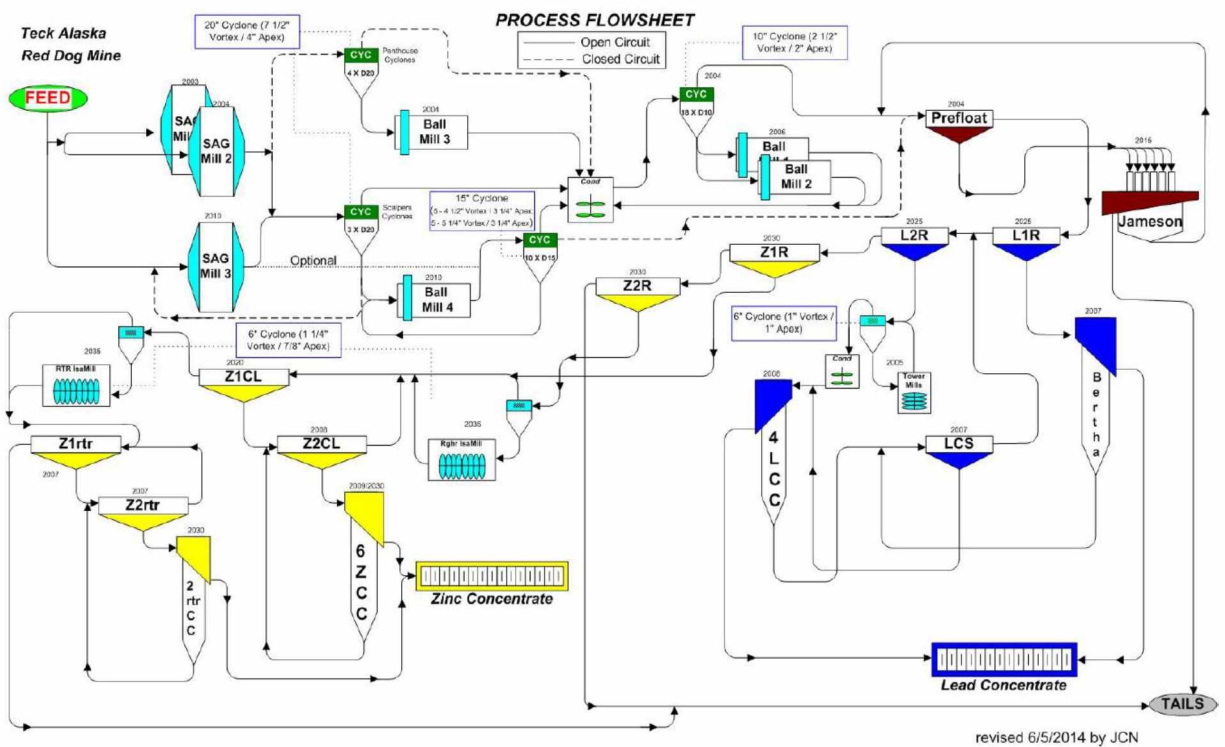 Teck Alaska
Red Dog Mine
PROCESS FLOWSHEET
Open Circuit
Closed Circuit
20" Cyclone (7 1/2"
Vortex / 4" Apex)
10" Cyclone (2 1/2"
Vortex / 2" Apex)
FEED
2004
SAG
Mill 2
2010
SAG
Mill 3
CYC
4 X D20
Penthouse
Cyclones
2004
Ball
Mill 3
CYC
3 X D20
Scalpers
Cyclones
Optional
2010
Ball
Mill 4
15" Cyclone
CYC
10 X D15
Cond
2004
CYC
18 X D10
2006
Ball
Ball
Mill 2
2004
Prefloat
2016
Jameson
Z1R
2030
L2R
2025
L1R
Z2R
2030
6" Cyclone (1" Vortex /
1" Apex)
2007
Bertha
Cond
2005
Tower
Mills
2008
4
L
C
C
2007
LCS
6" Cyclone (1 1/4"
Vortex / 7/8" Apex)
RTR IsaMill
2020
Z1CL
2008
Z2CL
Rghr IsaMill
Z1rtr
2007
2007
Z2rtr
2030
2
rtr
C
C
2009/2030
6
Z
C
C
Zinc Concentrate
Lead Concentrate
TAILS
revised 6/5/2014 by JCN